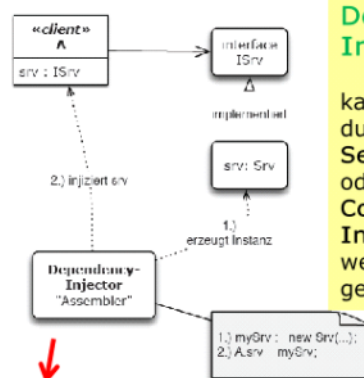 «client»
A
srv : ISrv
interface
ISrv
implementiert
srv: Srv
2.) injiziert srv
1.)
erzeugt Instanz
Dependency-
Injector
"Assembler"
1.) mySrv : new Srv(...);
2.) A.srv mySrv;
De
In
ka
du
Se
od
Co
In
we
ge